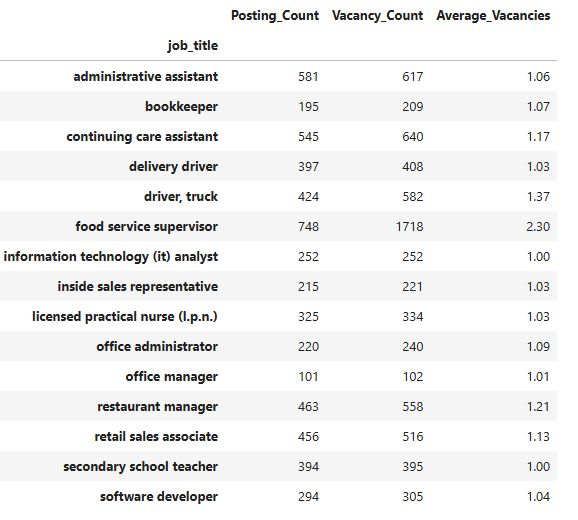 Posting_Count Vacancy_Count Average_Vacancies
job_title
administrative assistant 581 617 1.06
bookkeeper 195 209 1.07
continuing care assistant 545 640 1.17
delivery driver 397 408 1.03
driver, truck 424 582 1.37
food service supervisor 748 1718 2.30
information technology (it) analyst 252 252 1.00
inside sales representative 215 221 1.03
licensed practical nurse (l.p.n.) 325 334 1.03
office administrator 220 240 1.09
office manager 101 102 1.01
restaurant manager 463 558 1.21
retail sales associate 456 516 1.13
secondary school teacher 394 395 1.00
software developer 294 305 1.04